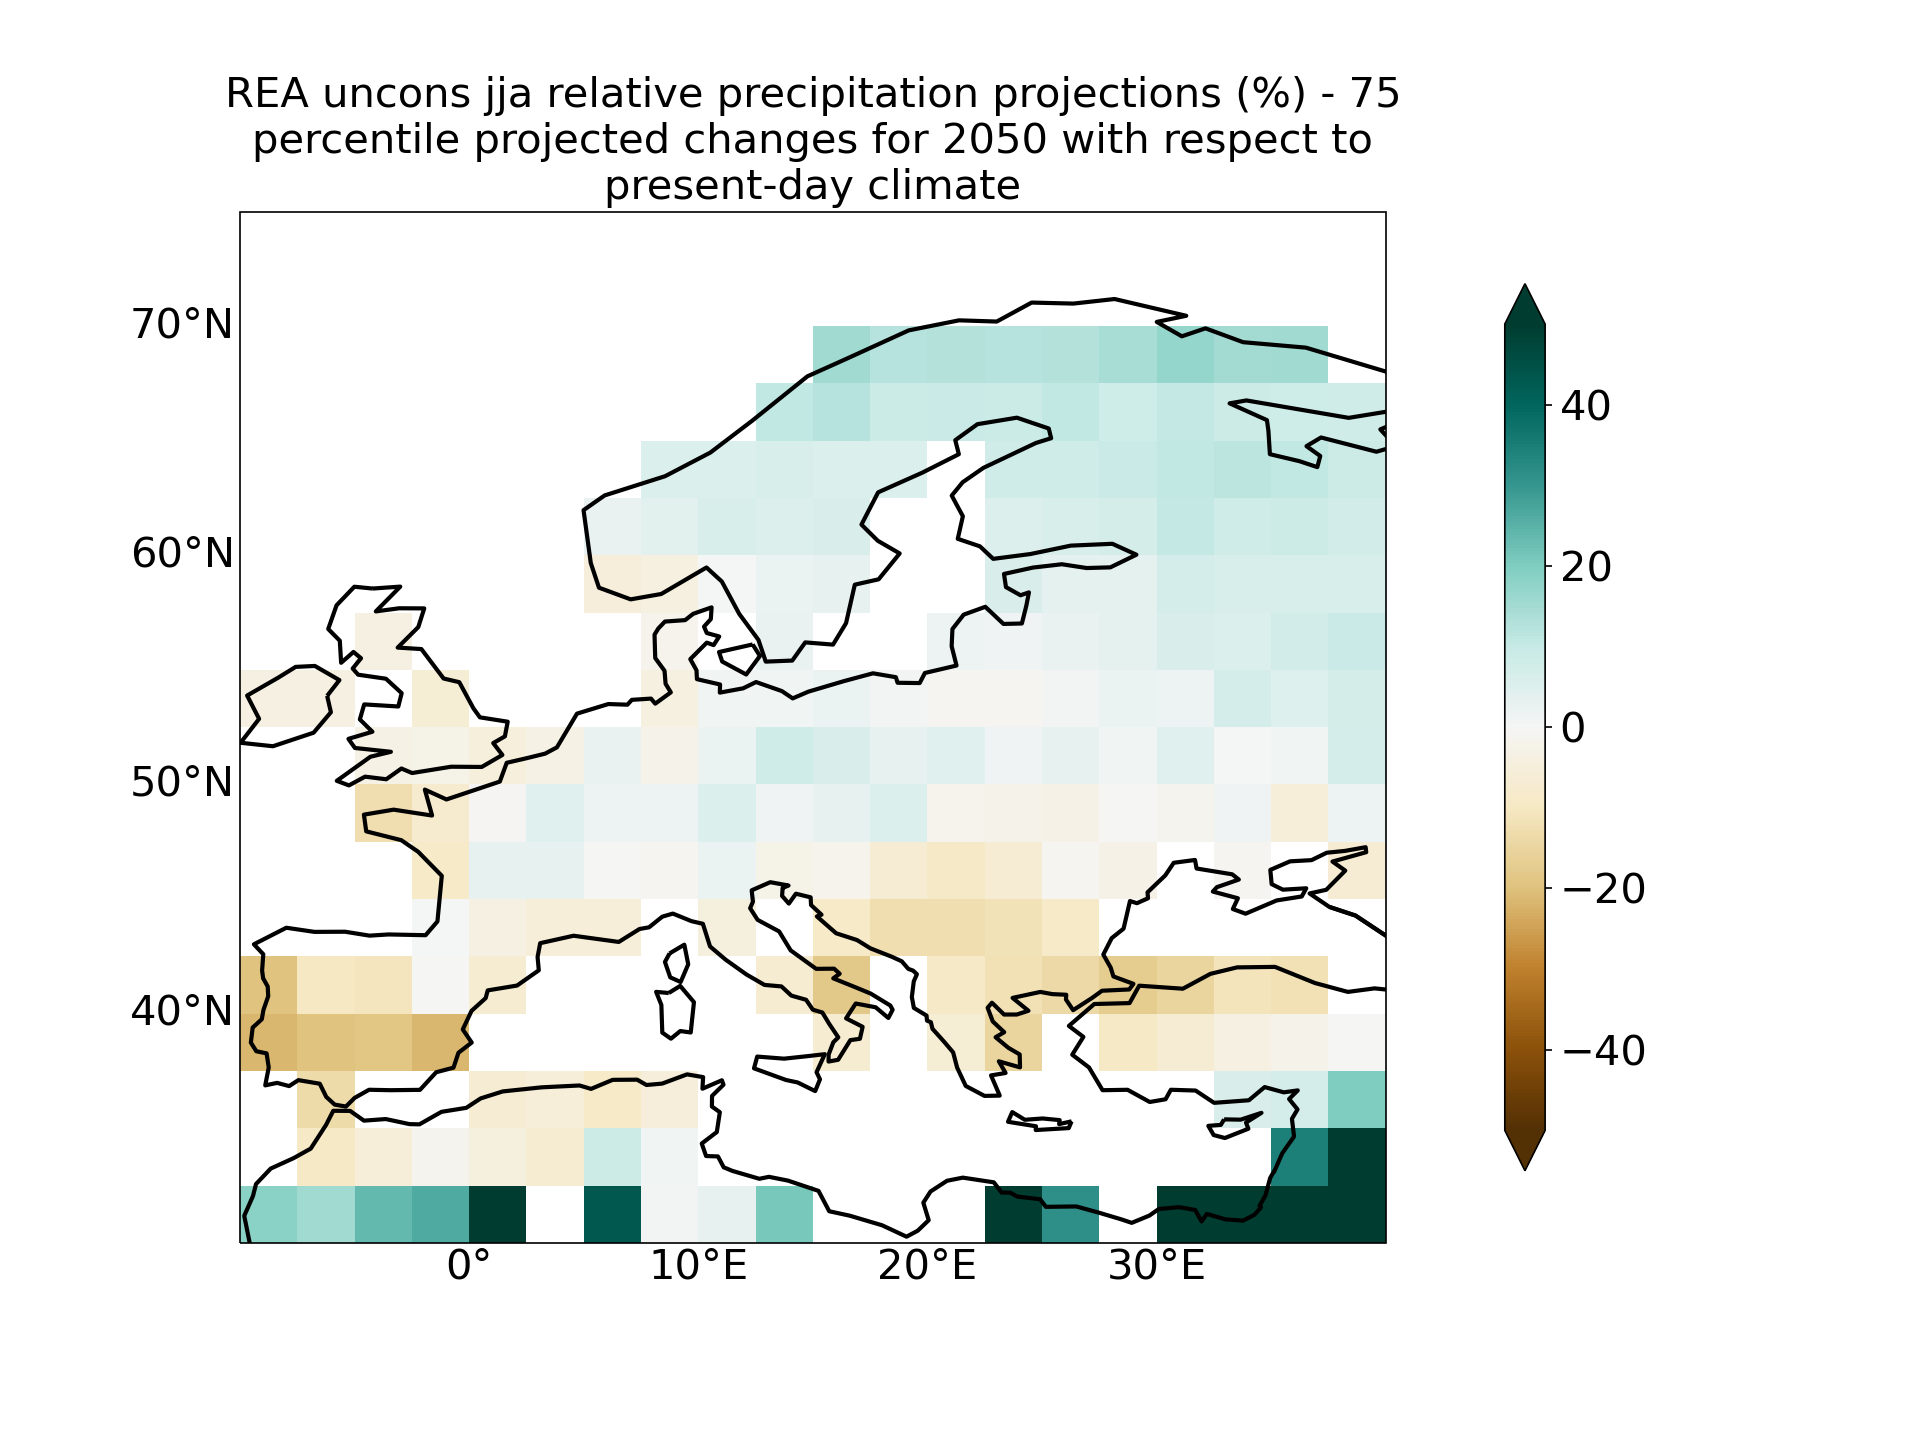 REA uncons jja relative precipitation projections (%) - 75
percentile projected changes for 2050 with respect to
present-day climate
70°N
60°N
50°N
40°N
0°
10°E
20°E
30°E
40
20
0
−20
−40